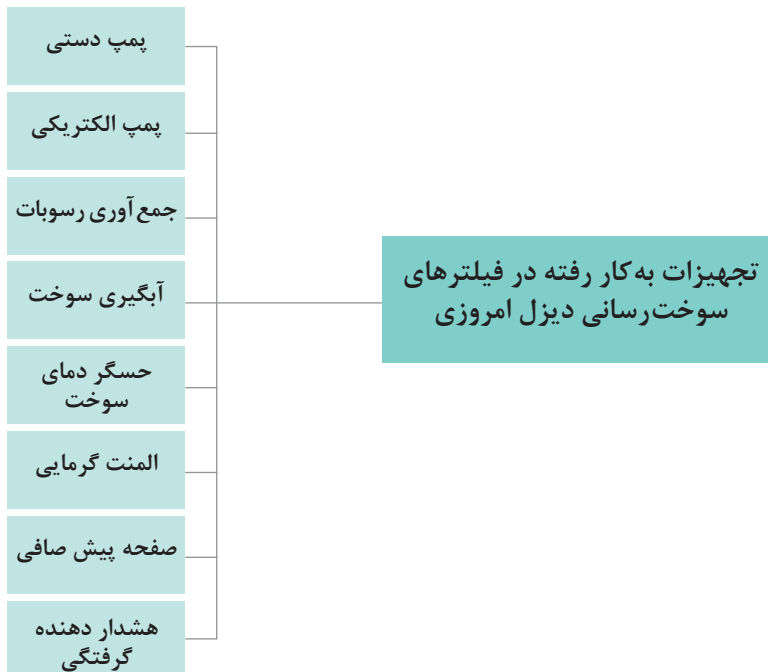 تجهیزات به‌کار رفته در فیلترهای
سوخت‌رسانی دیزل امروزی
پمپ دستی
پمپ الکتریکی
جمع‌آوری رسوبات
آبگیری سوخت
حسگر دمای
سوخت
المنت گرمایی
صفحه پیش صافی
هشدار دهنده
گرفتگی